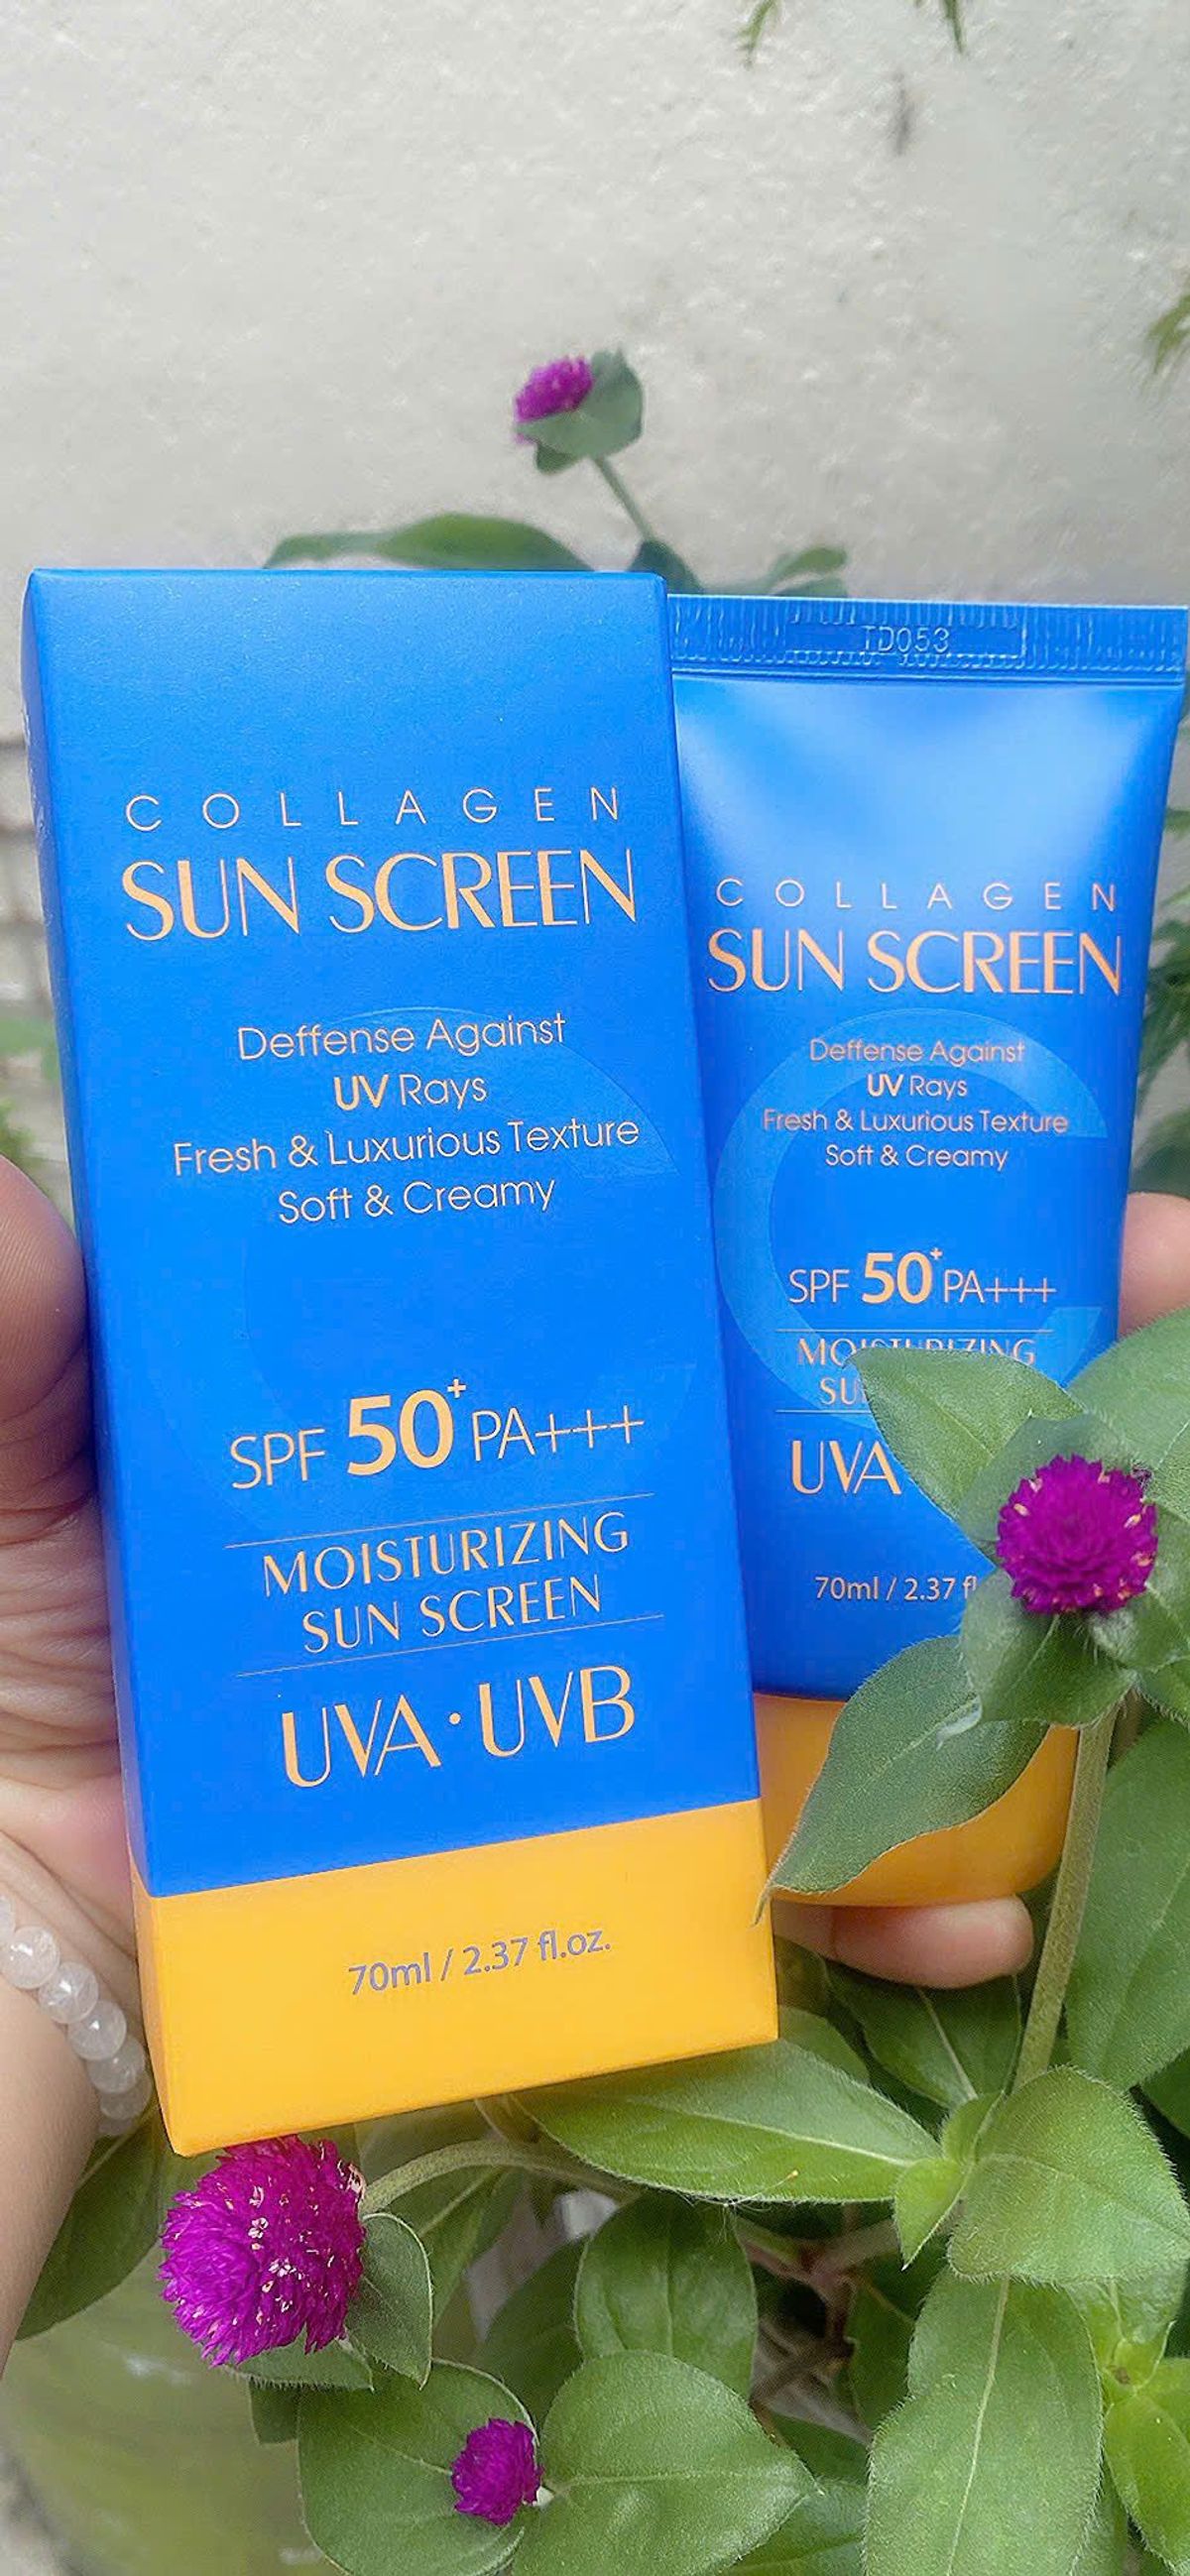 COLLAGEN
SUN SCREEN
Deffense Against
UV Rays
Fresh & Luxurious Texture
Soft & Creamy
SPF 50+ PA+++
MOISTURIZING
SUN SCREEN
UVA · UVB
70ml / 2.37 fl.oz.
TD053
COLLAGEN
SUN SCREEN
Deffense Against
UV Rays
Fresh & Luxurious Texture
Soft & Creamy
SPF 50+ PA+++
MOISTURIZING
UVA
70ml / 2.37